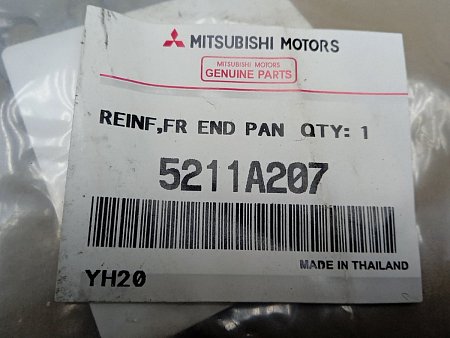 MITSUBISHI MOTORS
MITSUBISHI MOTORS
GENUINE PARTS
REINF,FR END PAN QTY: 1
5211A207
MADE IN THAILAND
YH20